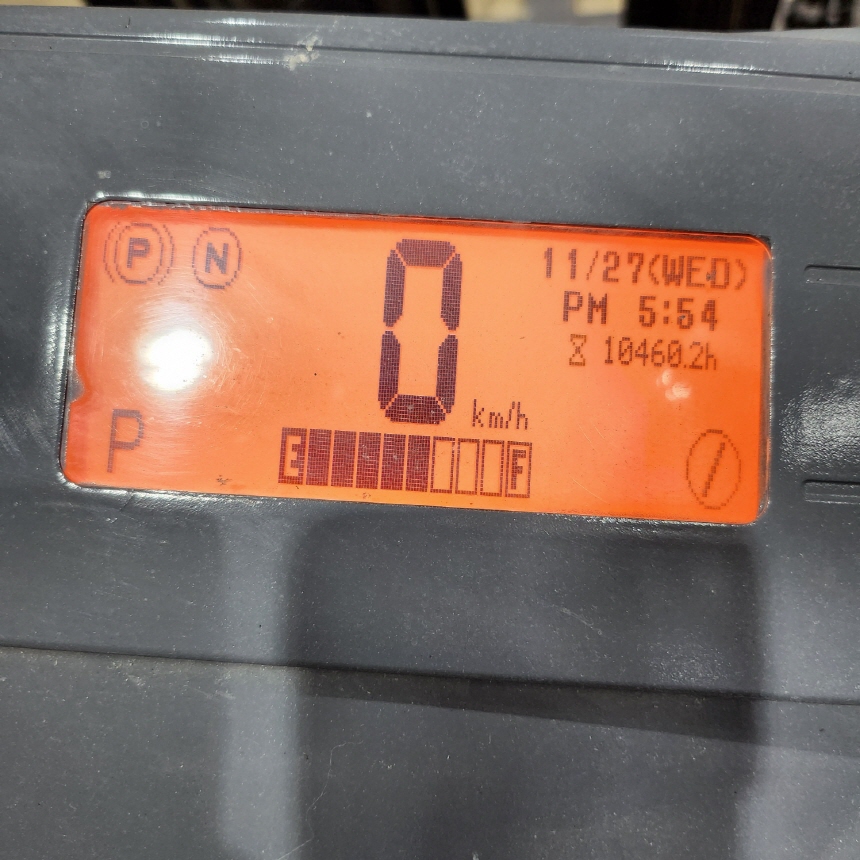 P N
0 km/h
11/27(WED)
PM 5:54
10460.2h
P
E F